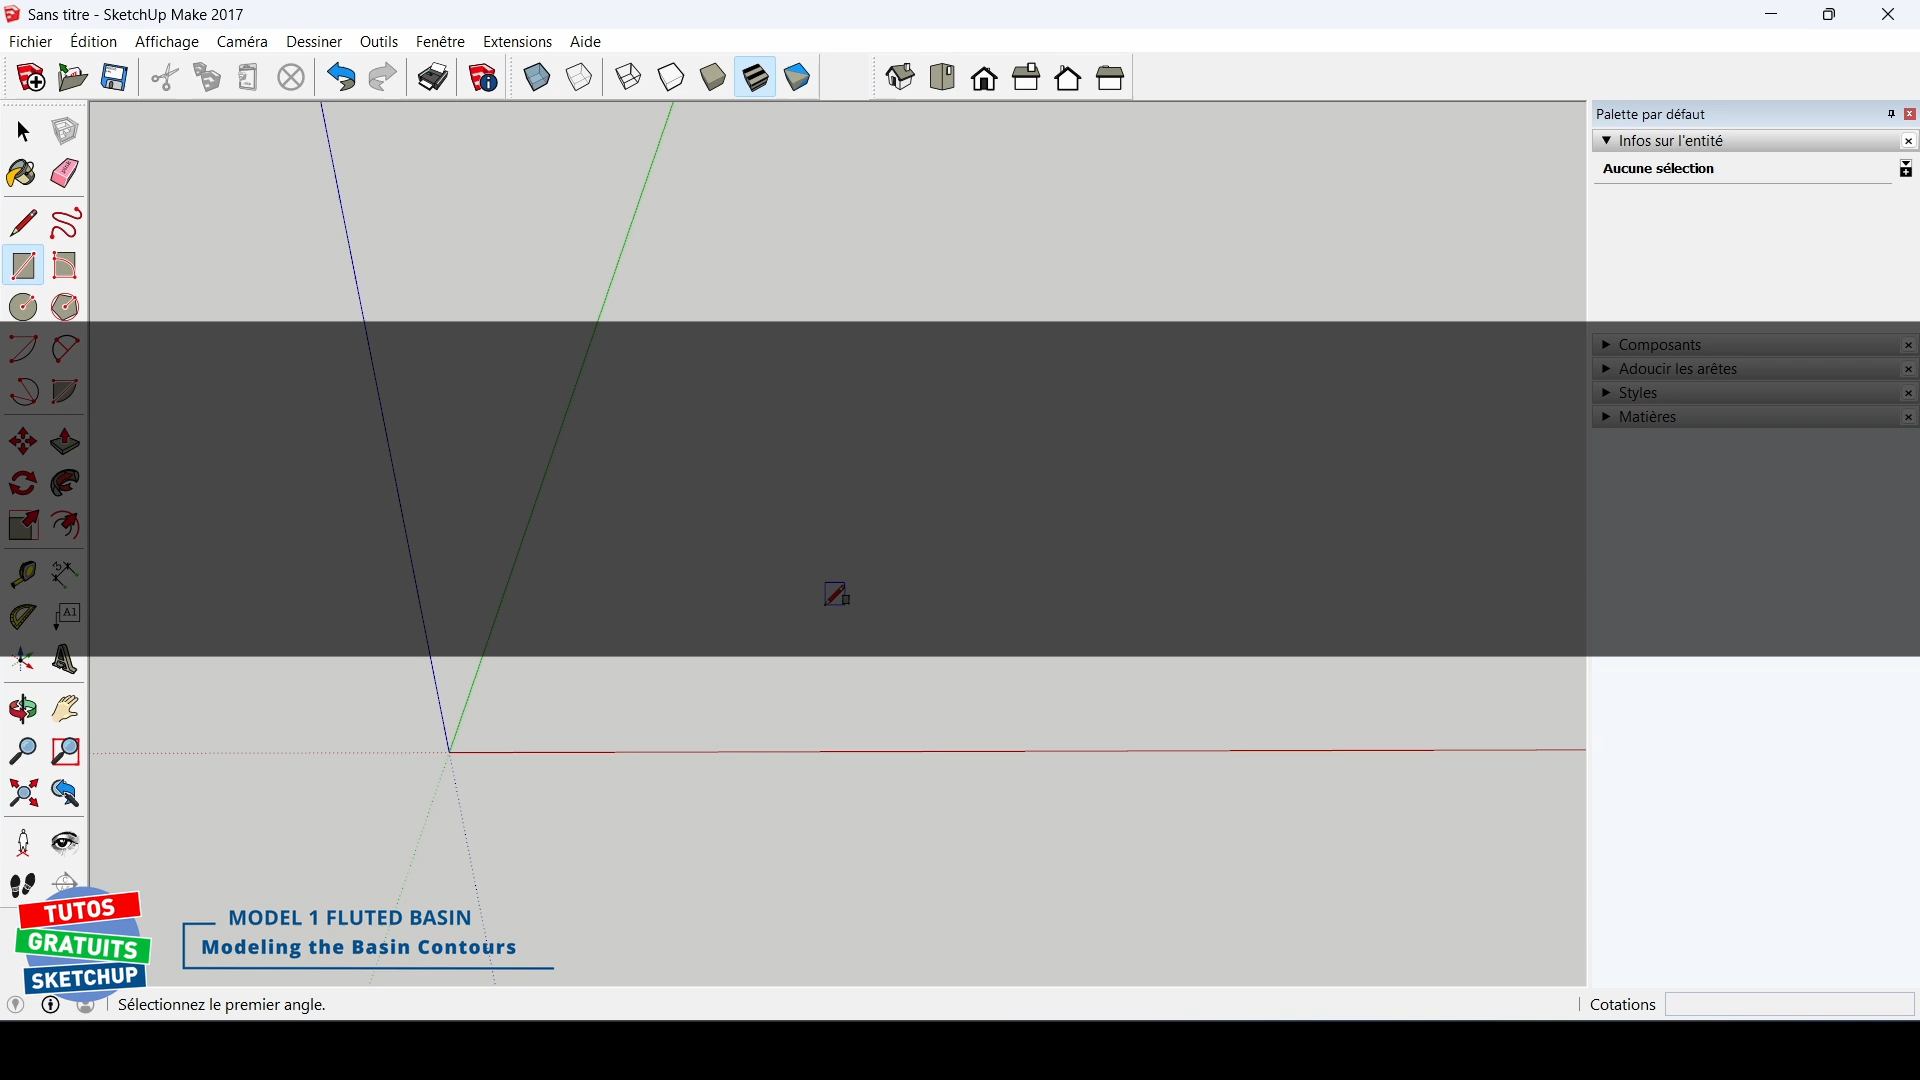 Sans titre - SketchUp Make 2017
Fichier Édition Affichage Caméra Dessiner Outils Fenêtre Extensions Aide
Palette par défaut
Infos sur l'entité
Aucune sélection
Composants
Adoucir les arêtes
Styles
Matières
A1
TUTOS
GRATUITS
SKETCHUP
MODEL 1 FLUTED BASIN
Modeling the Basin Contours
Sélectionnez le premier angle.
Cotations